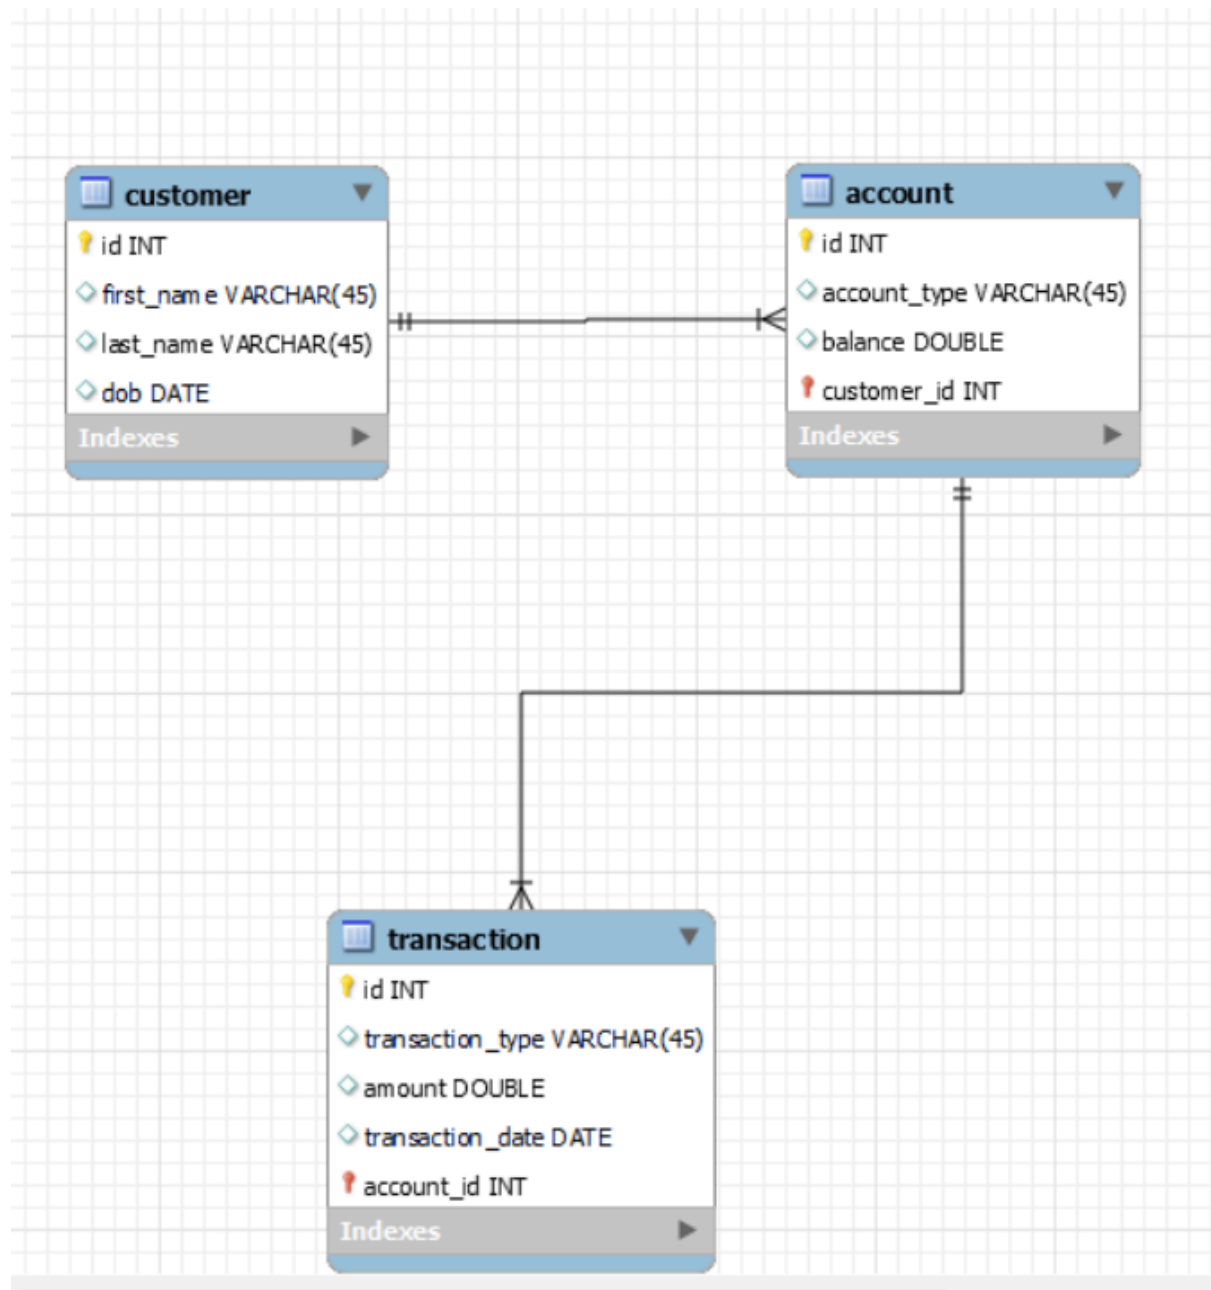 customer
id INT
first_name VARCHAR(45)
last_name VARCHAR(45)
dob DATE
Indexes
account
id INT
account_type VARCHAR(45)
balance DOUBLE
customer_id INT
Indexes
transaction
id INT
transaction_type VARCHAR(45)
amount DOUBLE
transaction_date DATE
account_id INT
Indexes